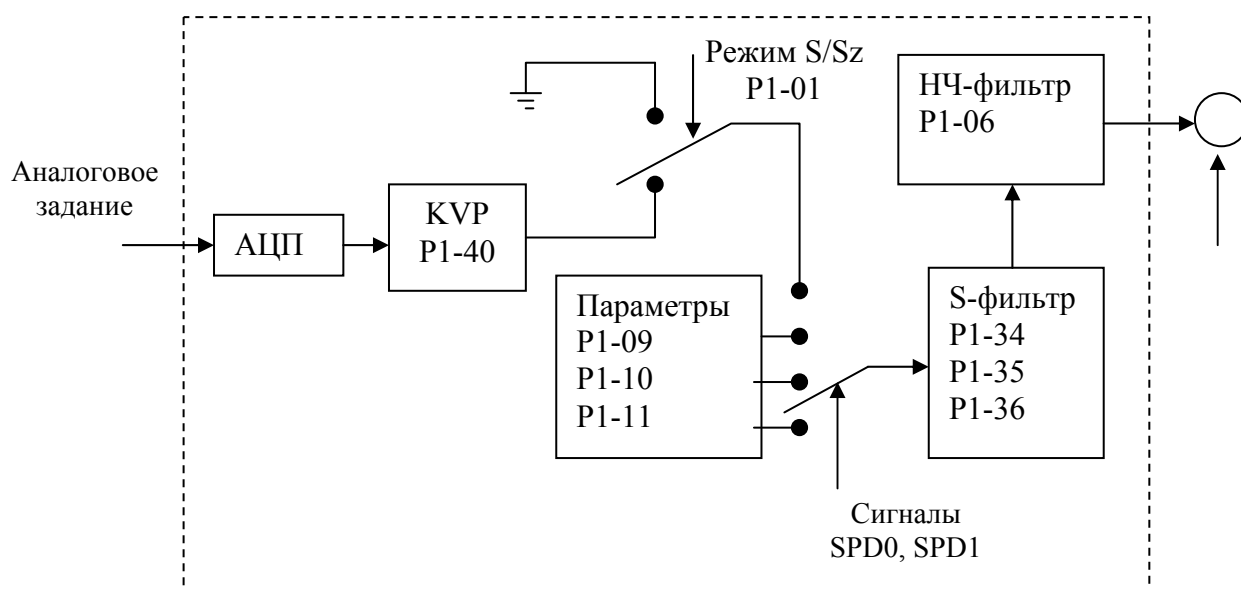 Режим S/Sz
P1-01
НЧ-фильтр
P1-06
Аналоговое
задание
АЦП
KVP
P1-40
Параметры
P1-09
P1-10
P1-11
S-фильтр
P1-34
P1-35
P1-36
Сигналы
SPD0, SPD1